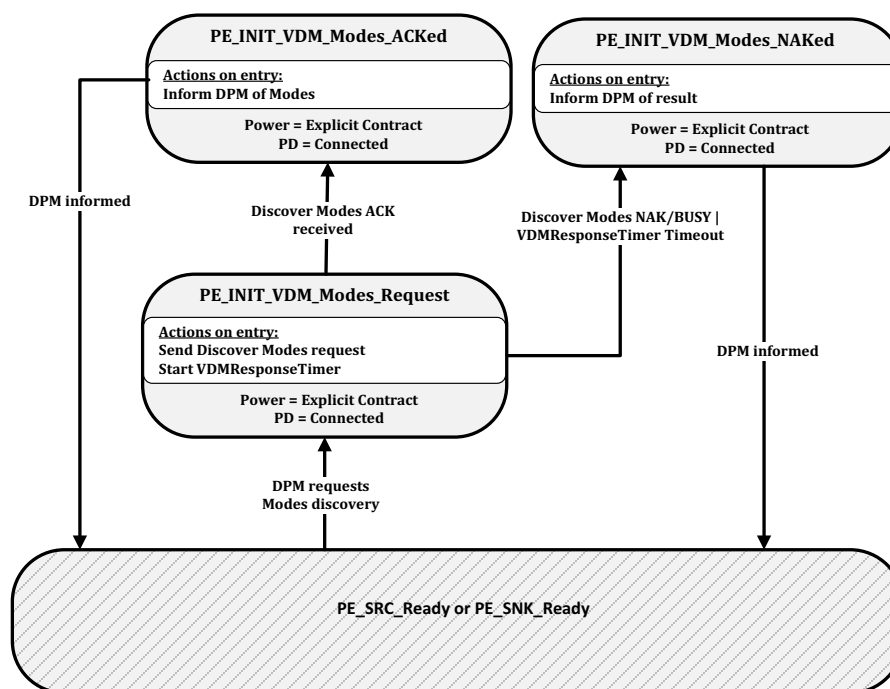 PE_INIT_VDM_Modes_ACKed
Actions on entry:
Inform DPM of Modes
Power = Explicit Contract
PD = Connected
PE_INIT_VDM_Modes_NAKed
Actions on entry:
Inform DPM of result
Power = Explicit Contract
PD = Connected
DPM informed
Discover Modes ACK
received
Discover Modes NAK/BUSY |
VDMResponseTimer Timeout
PE_INIT_VDM_Modes_Request
Actions on entry:
Send Discover Modes request
Start VDMResponseTimer
Power = Explicit Contract
PD = Connected
DPM informed
DPM requests
Modes discovery
PE_SRC_Ready or PE_SNK_Ready